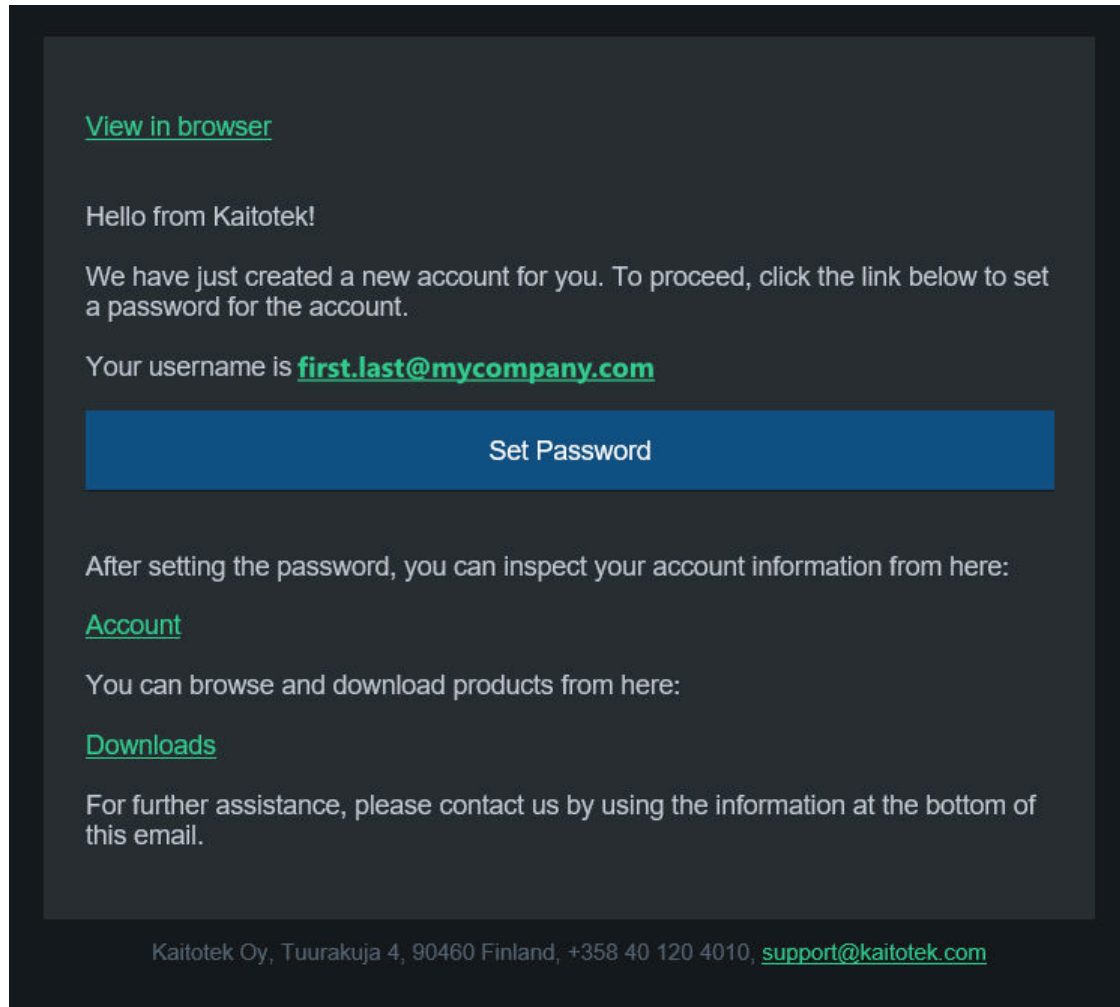 View in browser
Hello from Kaitotek!
We have just created a new account for you. To proceed, click the link below to set
a password for the account.
Your username is first.last@mycompany.com
Set Password
After setting the password, you can inspect your account information from here:
Account
You can browse and download products from here:
Downloads
For further assistance, please contact us by using the information at the bottom of
this email.
Kaitotek Oy, Tuurakuja 4, 90460 Finland, +358 40 120 4010, support@kaitotek.com